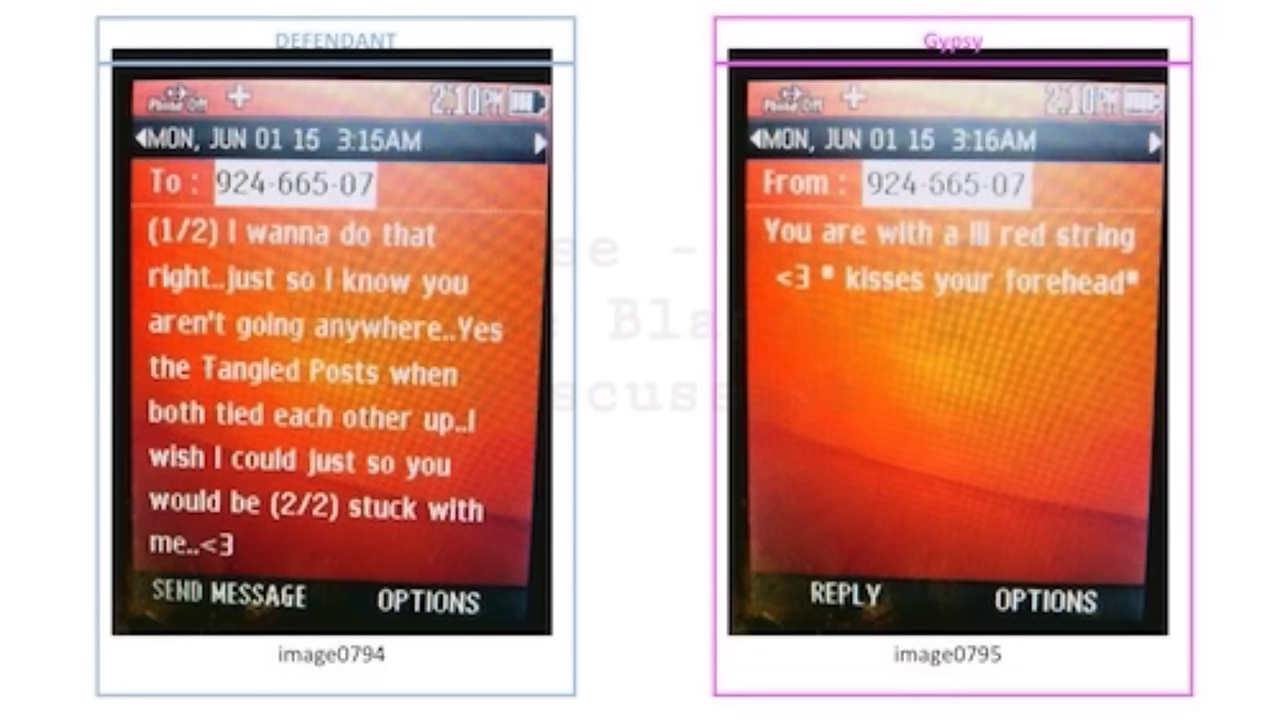 DEFENDANT
Phone Off
2:10PM
MON, JUN 01 15 3:15AM
To : 924-665-07
(1/2) I wanna do that
right..just so I know you
aren't going anywhere..Yes
the Tangled Posts when
both tied each other up..I
wish I could just so you
would be (2/2) stuck with
me..<3
SEND MESSAGE OPTIONS
image0794
Gypsy
Phone Off
2:10PM
MON, JUN 01 15 3:16AM
From : 924-665-07
You are with a lil red string
<3 * kisses your forehead*
REPLY OPTIONS
image0795